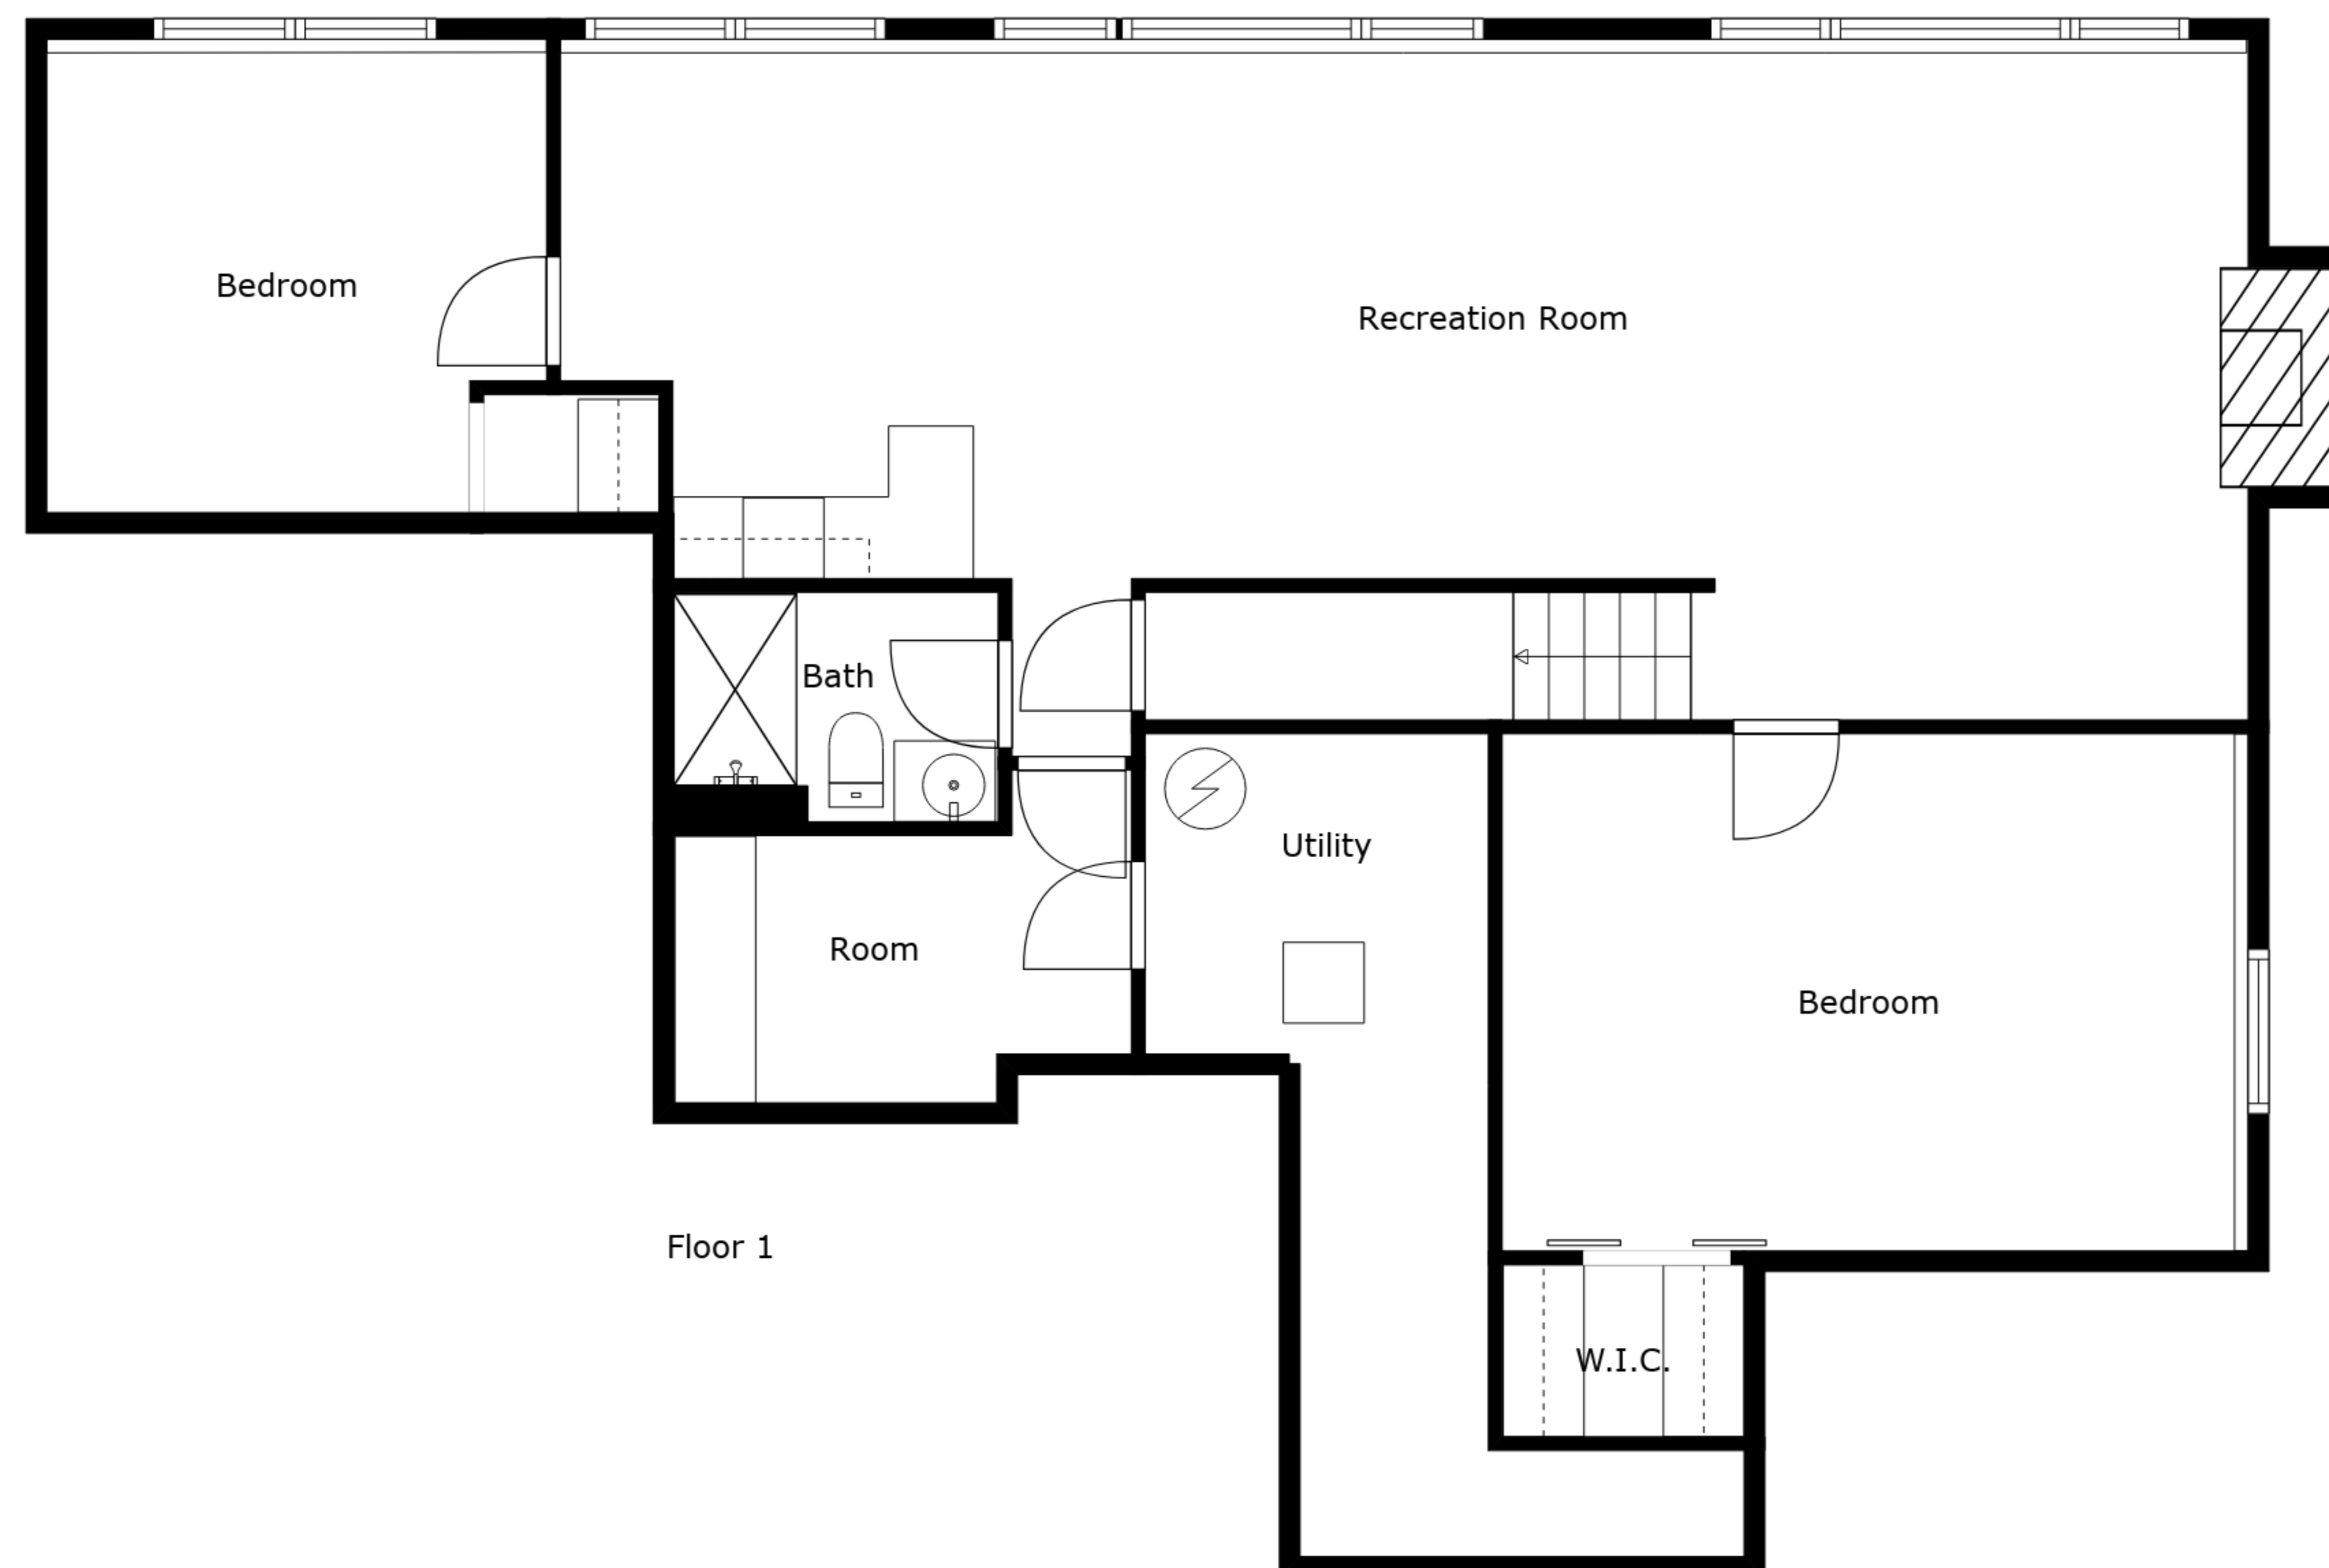 Bedroom
Recreation Room
Bath
Utility
Room
Bedroom
Floor 1
W.I.C.